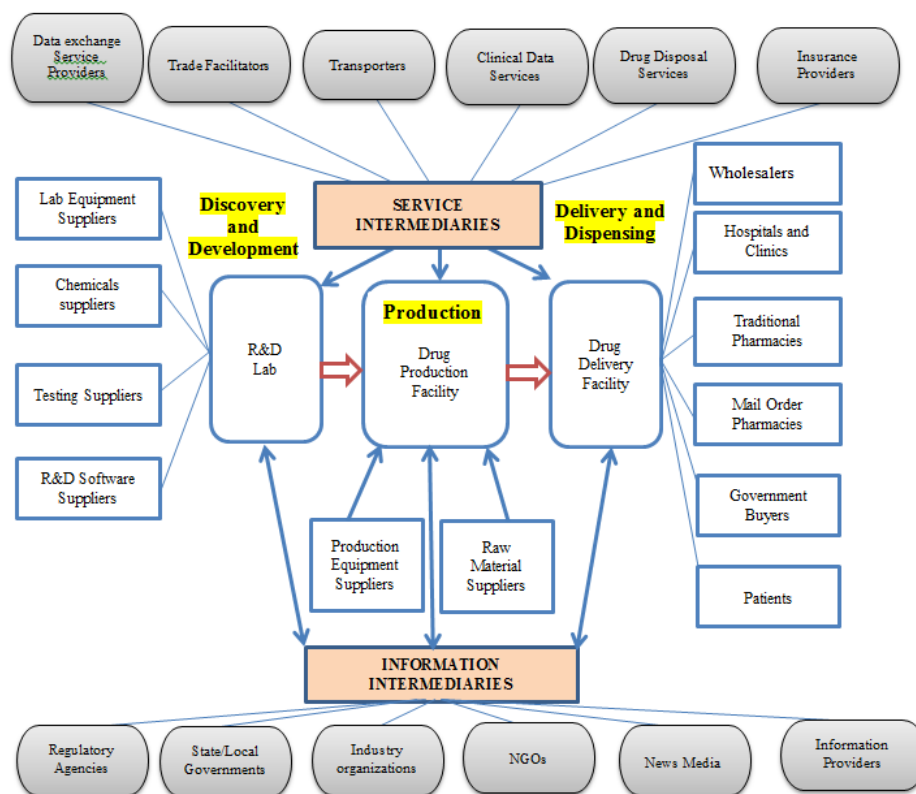 Data exchange
Service
Providers
Trade Facilitators
Transporters
Clinical Data
Services
Drug Disposal
Services
Insurance
Providers
SERVICE
INTERMEDIARIES
Discovery
and
Development
Delivery and
Dispensing
Lab Equipment
Suppliers
Chemicals
suppliers
Testing Suppliers
R&D Software
Suppliers
R&D
Lab
Production
Drug
Production
Facility
Drug
Delivery
Facility
Wholesalers
Hospitals and
Clinics
Traditional
Pharmacies
Mail Order
Pharmacies
Government
Buyers
Patients
Production
Equipment
Suppliers
Raw
Material
Suppliers
INFORMATION
INTERMEDIARIES
Regulatory
Agencies
State/Local
Governments
Industry
organizations
NGOs
News Media
Information
Providers